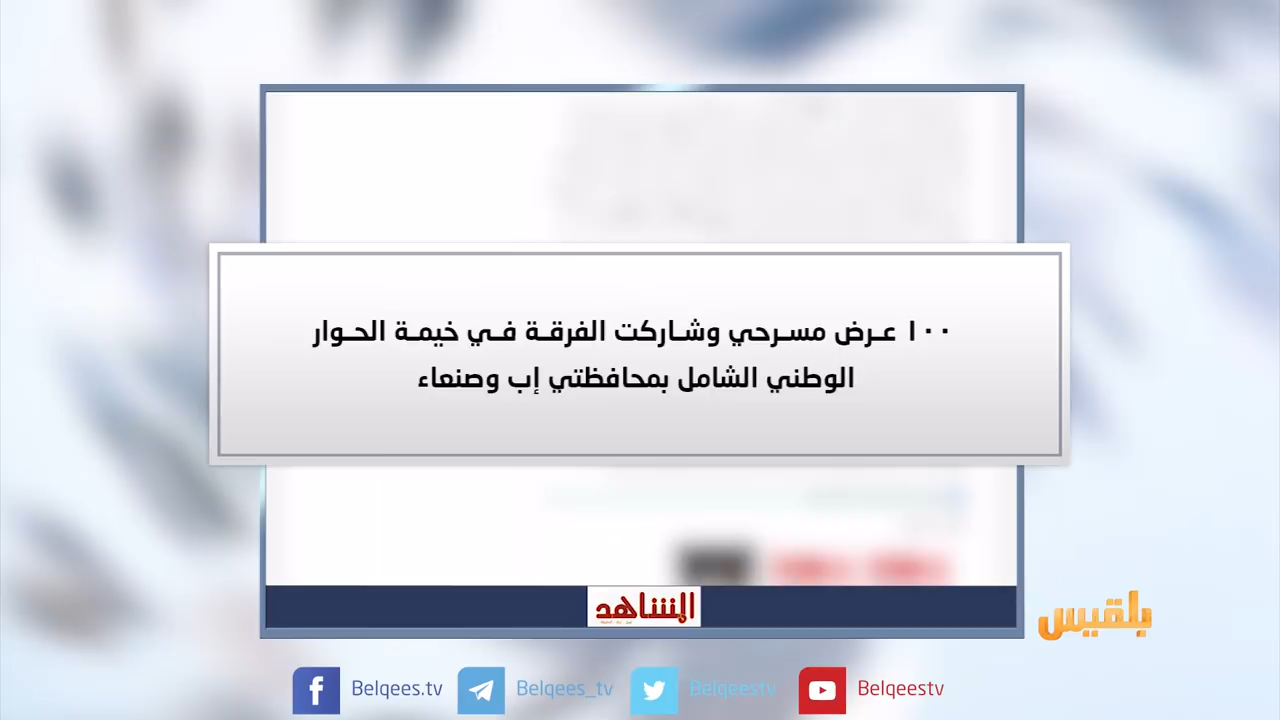 ١٠٠ عرض مسرحي وشاركت الفرقة في خيمة الحوار
الوطني الشامل بمحافظتي إب وصنعاء
المشاهد
بلقيس
Belqees.tv
Belqees_tv
Belqeestv
Belqeestv